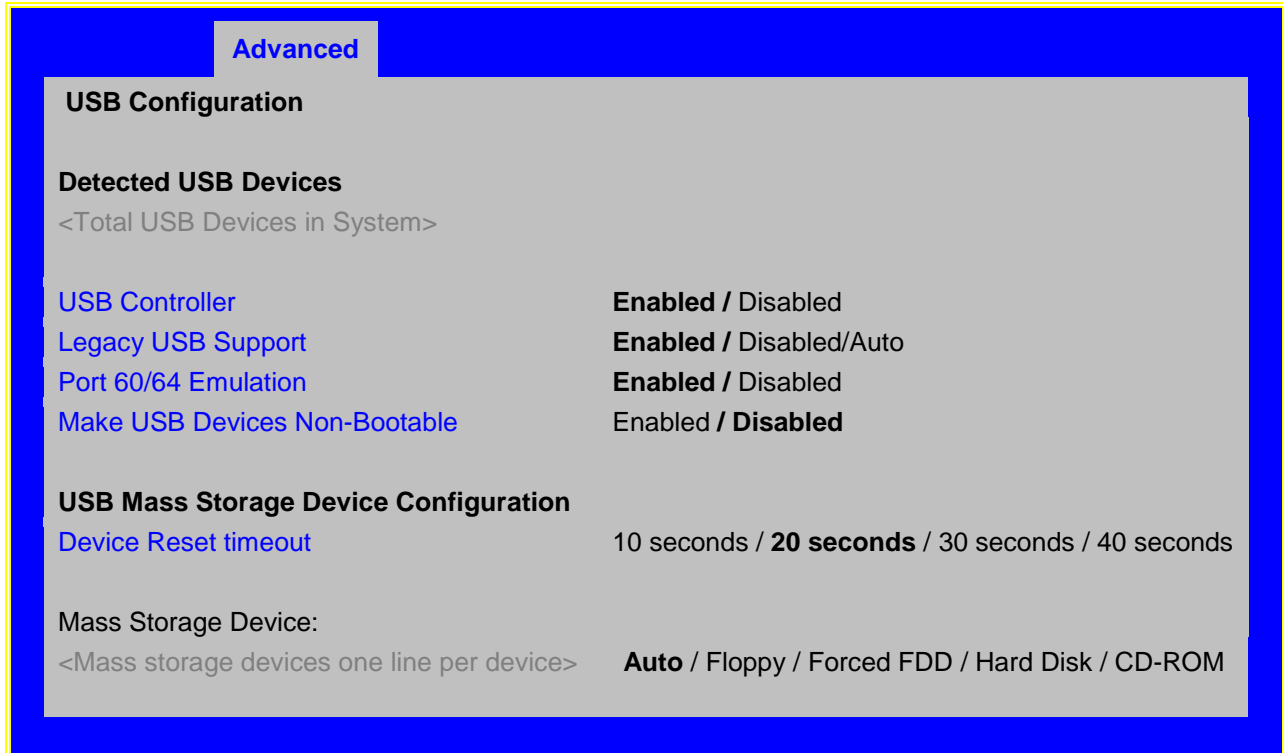 Advanced
USB Configuration
Detected USB Devices
<Total USB Devices in System>
USB Controller Enabled / Disabled
Legacy USB Support Enabled / Disabled/Auto
Port 60/64 Emulation Enabled / Disabled
Make USB Devices Non-Bootable Enabled / Disabled
USB Mass Storage Device Configuration
Device Reset timeout 10 seconds / 20 seconds / 30 seconds / 40 seconds
Mass Storage Device:
<Mass storage devices one line per device> Auto / Floppy / Forced FDD / Hard Disk / CD-ROM